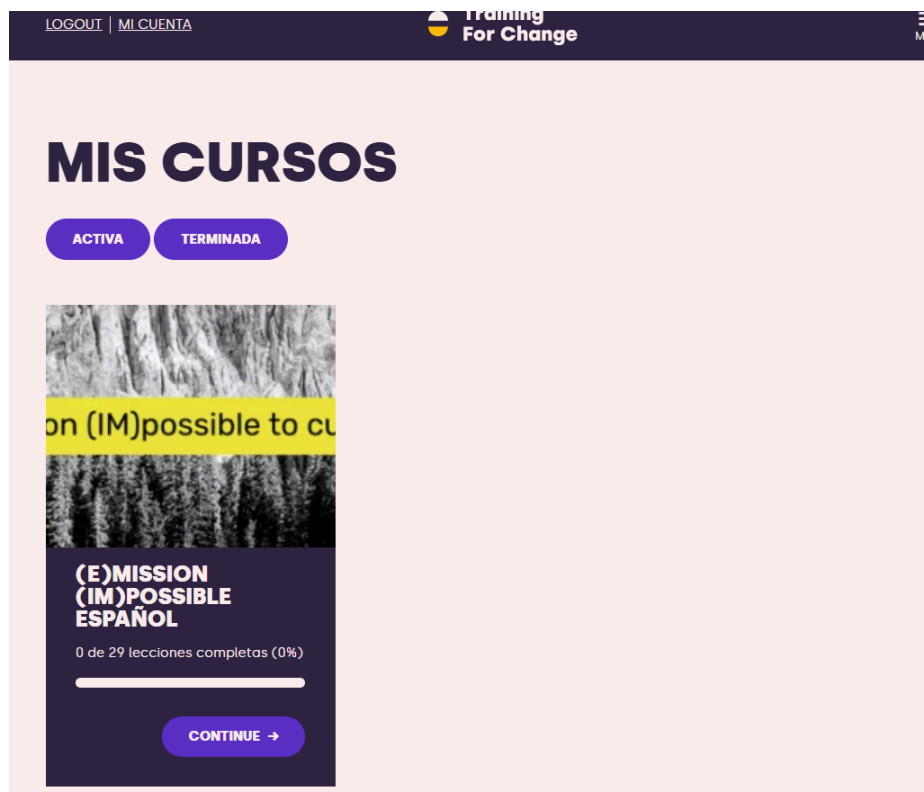 LOGOUT | MI CUENTA
Training
For Change
MIS CURSOS
ACTIVA
TERMINADA
on (IM)possible to cu
(E)MISSION
(IM)POSSIBLE
ESPAÑOL
0 de 29 lecciones completas (0%)
CONTINUE →